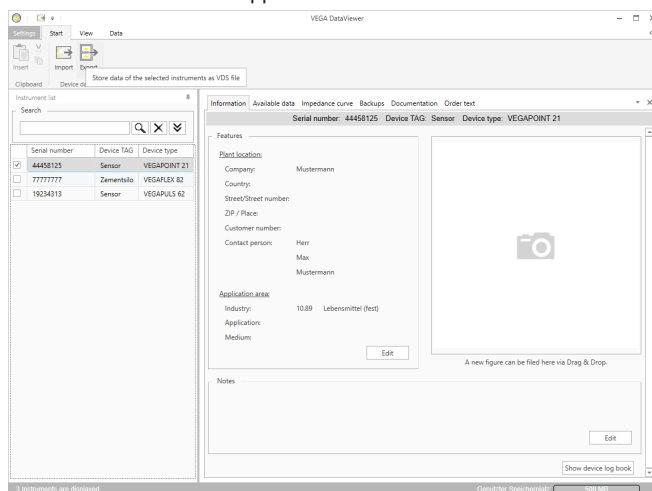 VEGA DataViewer
Settings Start View Data
Insert Import Export
Clipboard
Store data of the selected instruments as VDS file
Instrument list
Search
Serial number Device TAG Device type
44458125 Sensor VEGAPOINT 21
77777777 Zementsilo VEGAFLEX 82
19234313 Sensor VEGAPULS 62
Information Available data Impedance curve Backups Documentation Order text
Serial number: 44458125 Device TAG: Sensor Device type: VEGAPOINT 21
Features
Plant location:
Company: Mustermann
Country:
Street/Street number:
ZIP / Place:
Customer number:
Contact person: Herr
Max
Mustermann
Application area:
Industry: 10.89 Lebensmittel (fest)
Application:
Medium:
Edit
A new figure can be filed here via Drag & Drop.
Notes
Edit
Show device log book
3 Instruments are displayed
Genutzter Speicherplatz: